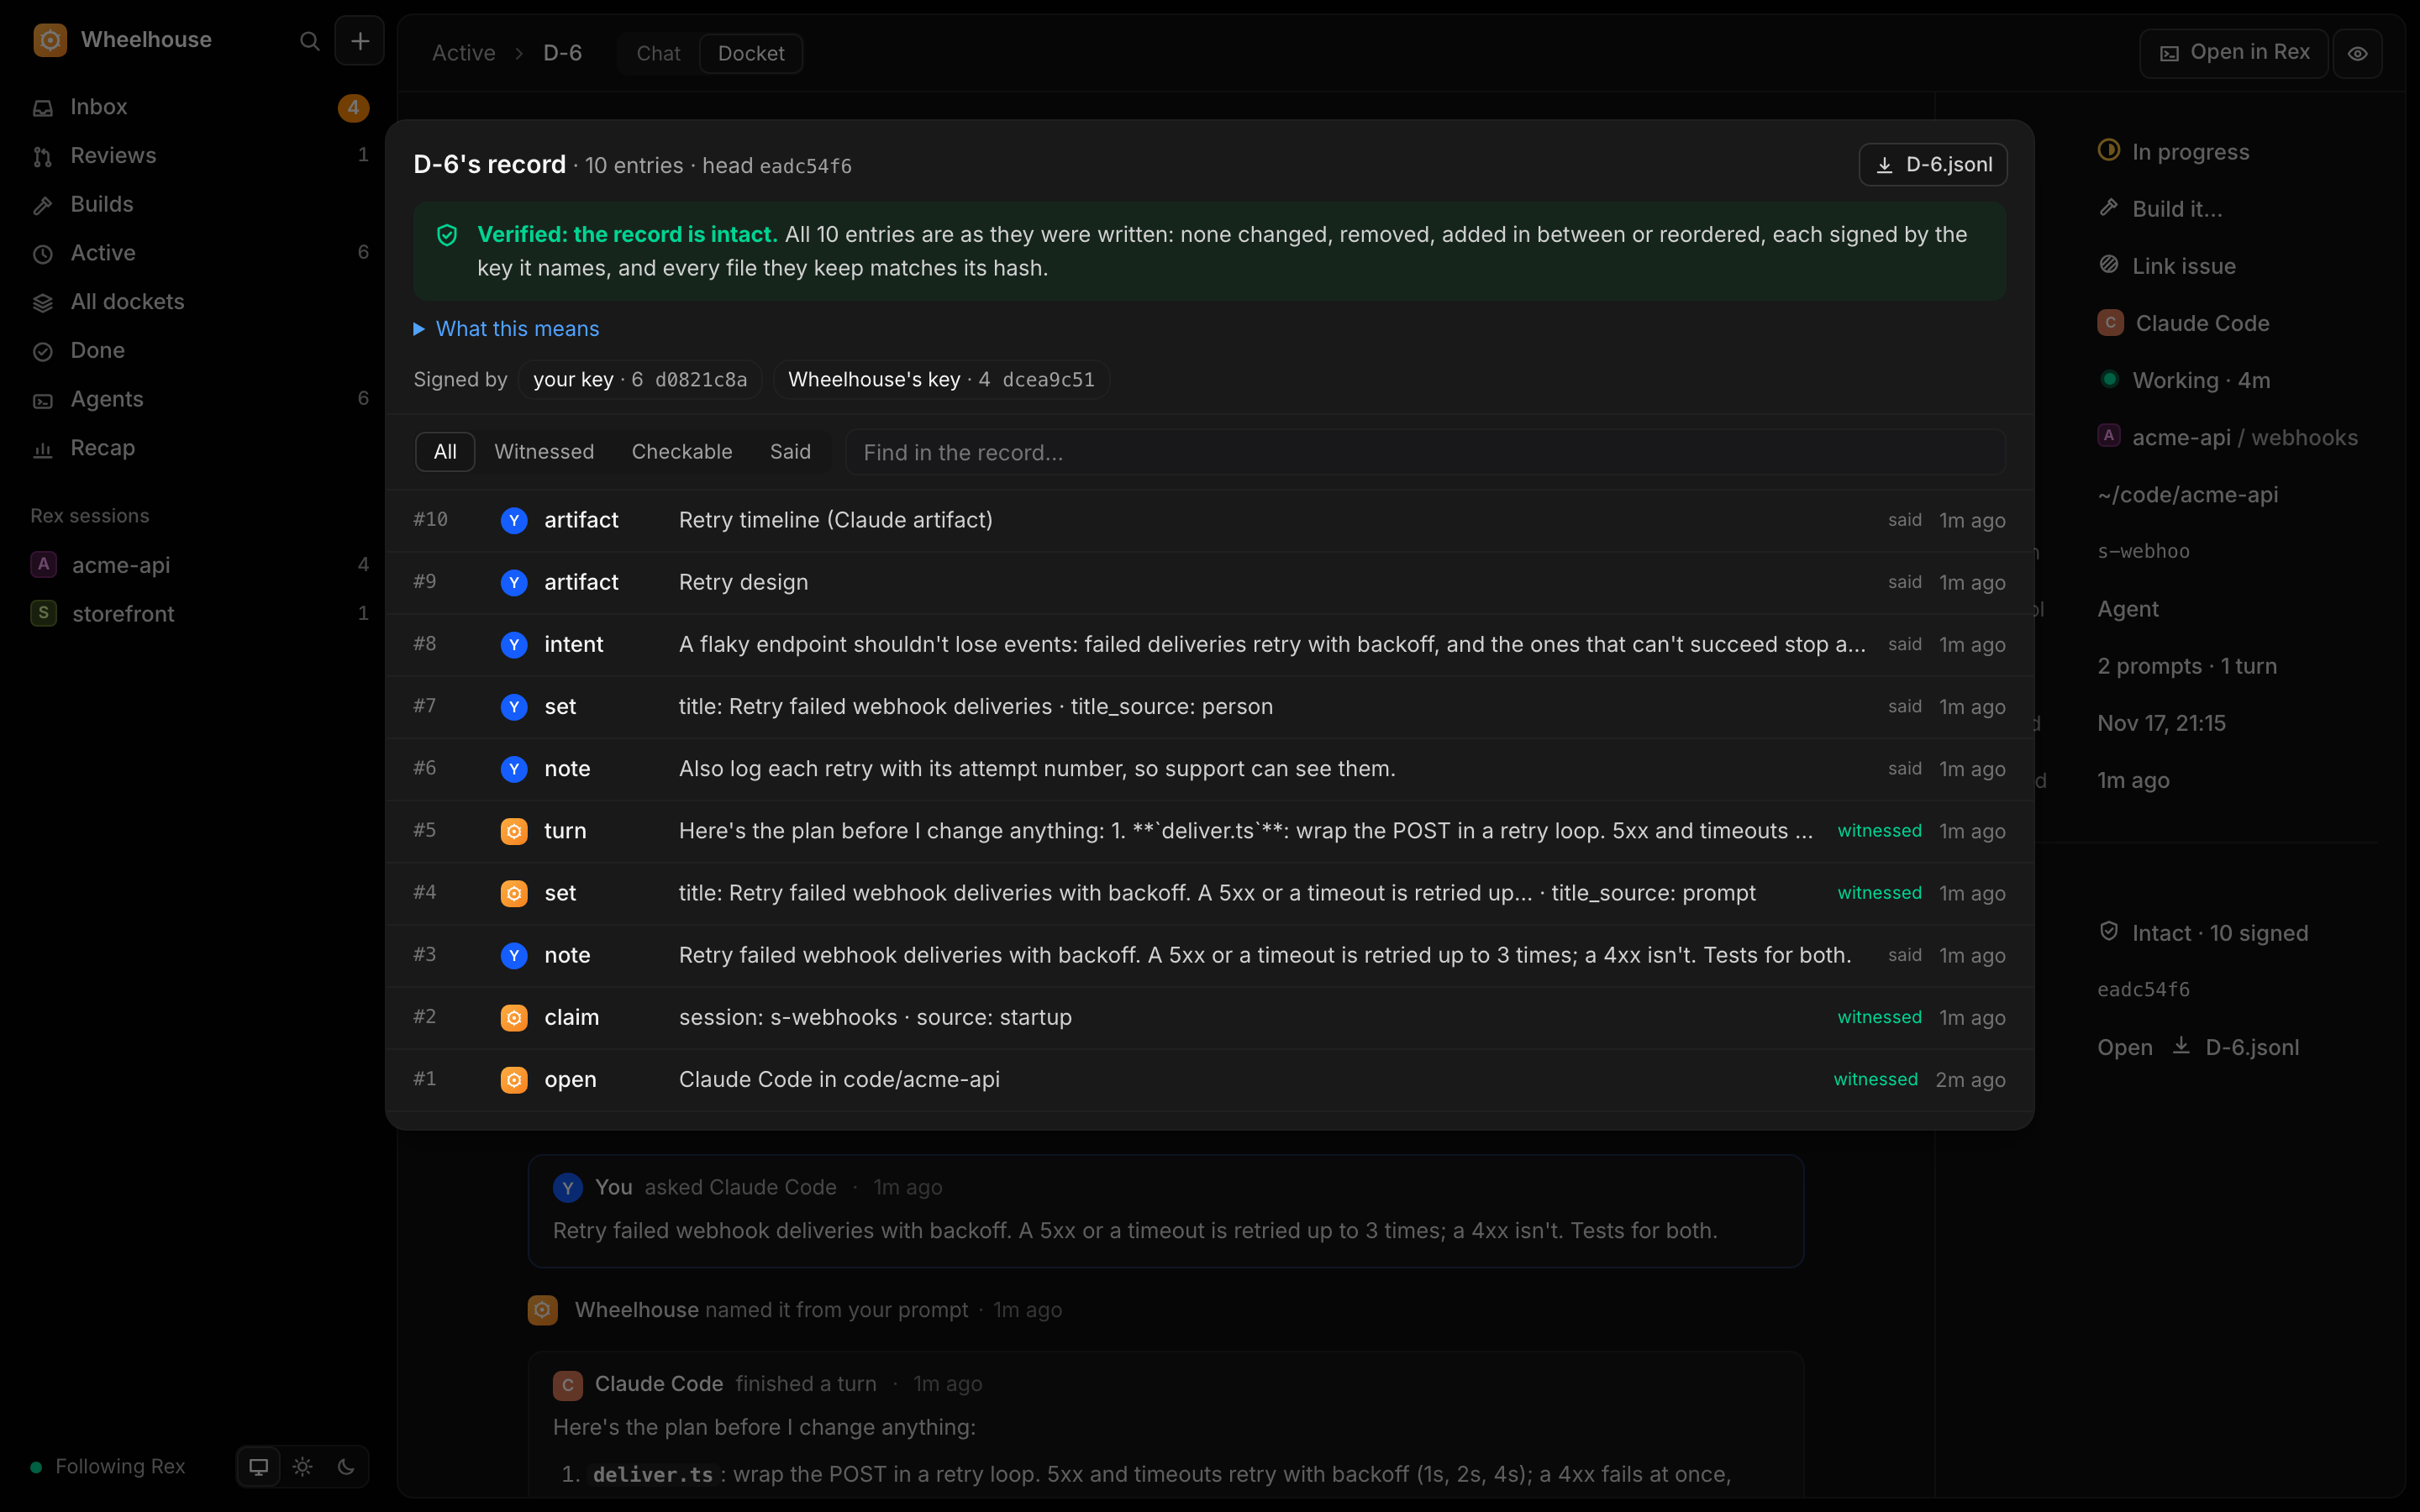 Wheelhouse
Inbox 4
Reviews 1
Builds
Active 6
All dockets
Done
Agents 6
Recap
Rex sessions
A acme-api 4
S storefront 1
Following Rex
Active > D-6 Chat Docket
Open in Rex
D-6's record · 10 entries · head eadc54f6
D-6.jsonl
Verified: the record is intact. All 10 entries are as they were written: none changed, removed, added in between or reordered, each signed by the
key it names, and every file they keep matches its hash.
What this means
Signed by your key · 6 d0821c8a Wheelhouse's key · 4 dcea9c51
All Witnessed Checkable Said Find in the record...
#10 Y artifact Retry timeline (Claude artifact) said 1m ago
#9 Y artifact Retry design said 1m ago
#8 Y intent A flaky endpoint shouldn't lose events: failed deliveries retry with backoff, and the ones that can't succeed stop a... said 1m ago
#7 Y set title: Retry failed webhook deliveries · title_source: person said 1m ago
#6 Y note Also log each retry with its attempt number, so support can see them. said 1m ago
#5 turn Here's the plan before I change anything: 1. **`deliver.ts`**: wrap the POST in a retry loop. 5xx and timeouts ... witnessed 1m ago
#4 set title: Retry failed webhook deliveries with backoff. A 5xx or a timeout is retried up... · title_source: prompt witnessed 1m ago
#3 Y note Retry failed webhook deliveries with backoff. A 5xx or a timeout is retried up to 3 times; a 4xx isn't. Tests for both. said 1m ago
#2 claim session: s-webhooks · source: startup witnessed 1m ago
#1 open Claude Code in code/acme-api witnessed 2m ago
Y You asked Claude Code · 1m ago
Retry failed webhook deliveries with backoff. A 5xx or a timeout is retried up to 3 times; a 4xx isn't. Tests for both.
Wheelhouse named it from your prompt · 1m ago
C Claude Code finished a turn · 1m ago
Here's the plan before I change anything:
1. deliver.ts: wrap the POST in a retry loop. 5xx and timeouts retry with backoff (1s, 2s, 4s); a 4xx fails at once,
In progress
Build it...
Link issue
C Claude Code
Working · 4m
A acme-api / webhooks
~/code/acme-api
s-webhoo
Agent
2 prompts · 1 turn
Nov 17, 21:15
1m ago
Intact · 10 signed
eadc54f6
Open D-6.jsonl